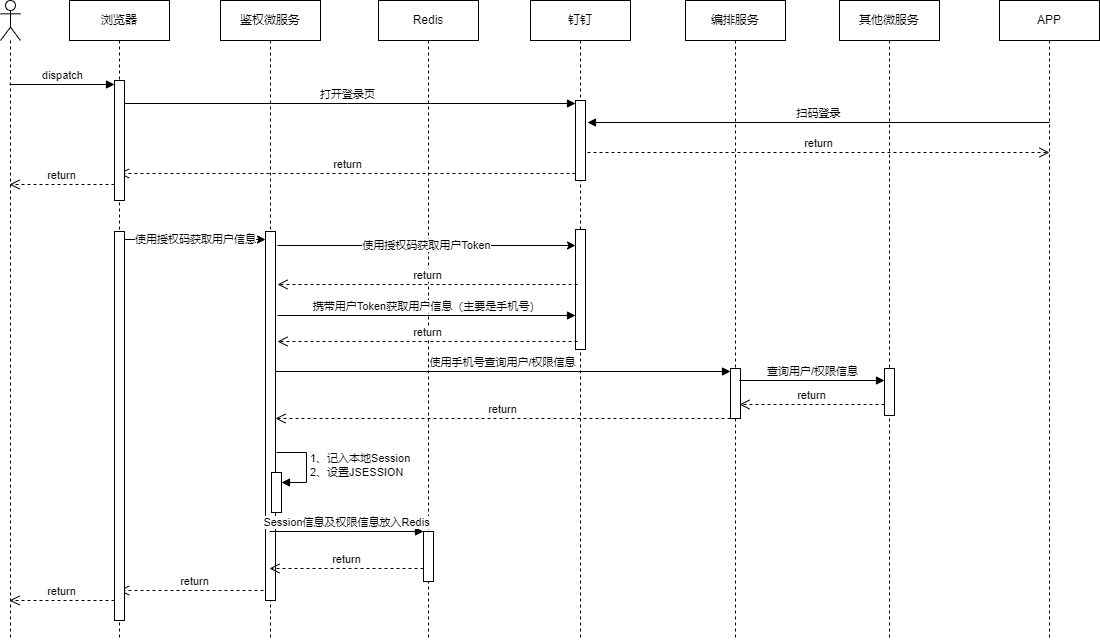 浏览器
鉴权微服务
Redis
钉钉
编排服务
其他微服务
APP
dispatch
打开登录页
扫码登录
return
return
return
使用授权码获取用户信息
使用授权码获取用户Token
return
携带用户Token获取用户信息（主要是手机号）
return
使用手机号查询用户/权限信息
查询用户/权限信息
return
return
1、记入本地Session
2、设置JSESSION
Session信息及权限信息放入Redis
return
return
return